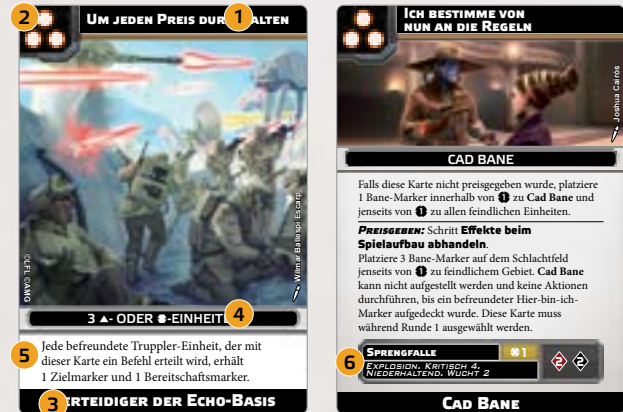 2
1
UM JEDEN PREIS DUR ALTEN
©LFL ©AMG
Wilmar Ballespi Escarp
3 ▲- ODER -EINHEIT
4
5
Jede befreundete Truppler-Einheit, der mit
dieser Karte ein Befehl erteilt wird, erhält
1 Zielmarker und 1 Bereitschaftsmarker.
3
ERTEIDIGER DER ECHO-BASIS
ICH BESTIMME VON
NUN AN DIE REGELN
Joshua Cairós
CAD BANE
Falls diese Karte nicht preisgegeben wurde, platziere
1 Bane-Marker innerhalb von 1 zu Cad Bane und
jenseits von 1 zu allen feindlichen Einheiten.
PREISGEBEN: Schritt Effekte beim
Spielaufbau abhandeln.
Platziere 3 Bane-Marker auf dem Schlachtfeld
jenseits von 1 zu feindlichem Gebiet. Cad Bane
kann nicht aufgestellt werden und keine Aktionen
durchführen, bis ein befreundeter Hier-bin-ich-
Marker aufgedeckt wurde. Diese Karte muss
während Runde 1 ausgewählt werden.
6
SPRENGFALLE
1
EXPLOSION, KRITISCH 4,
NIEDERHALTEND, WUCHT 2
2 2
CAD BANE